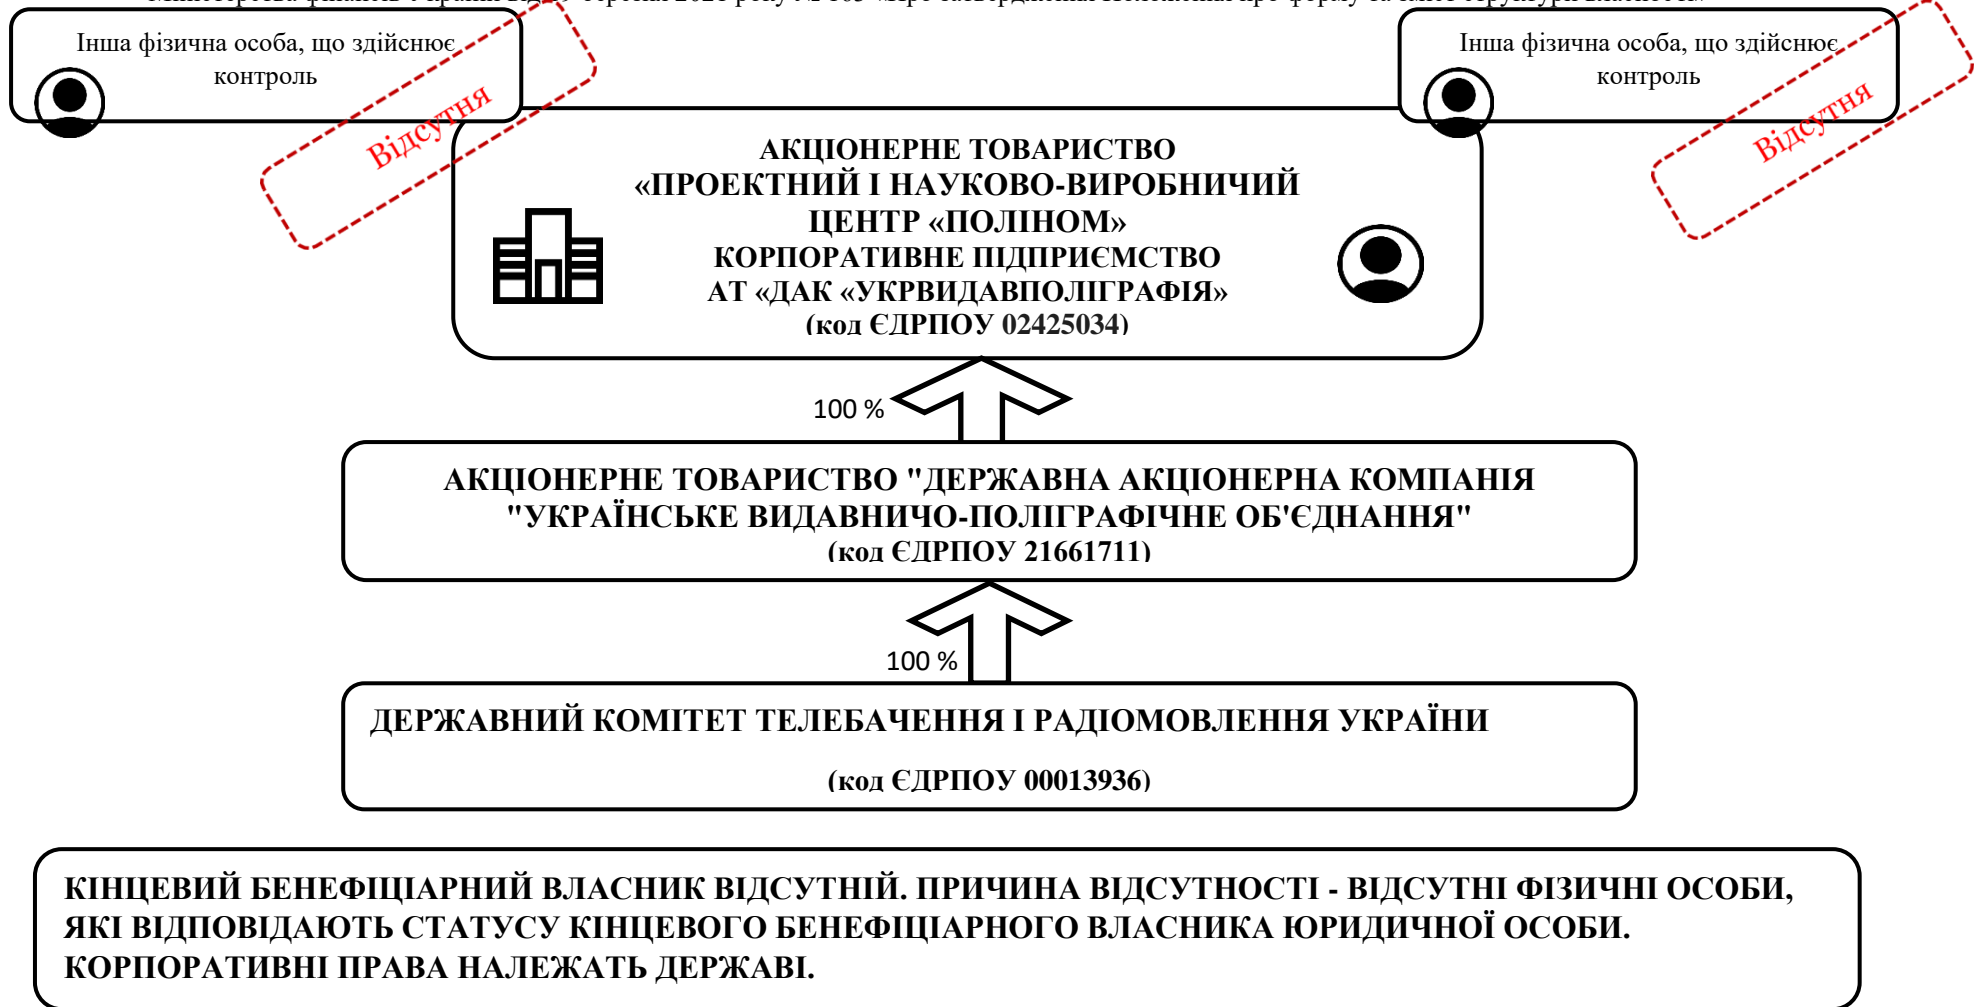 Інша фізична особа, що здійснює
контроль
Відсутня
Інша фізична особа, що здійснює
контроль
Відсутня
АКЦІОНЕРНЕ ТОВАРИСТВО
«ПРОЕКТНИЙ І НАУКОВО-ВИРОБНИЧИЙ
ЦЕНТР «ПОЛІНОМ»
КОРПОРАТИВНЕ ПІДПРИЄМСТВО
АТ «ДАК «УКРВИДАВПОЛІГРАФІЯ»
(код ЄДРПОУ 02425034)
100 %
АКЦІОНЕРНЕ ТОВАРИСТВО "ДЕРЖАВНА АКЦІОНЕРНА КОМПАНІЯ
"УКРАЇНСЬКЕ ВИДАВНИЧО-ПОЛІГРАФІЧНЕ ОБ'ЄДНАННЯ"
(код ЄДРПОУ 21661711)
100 %
ДЕРЖАВНИЙ КОМІТЕТ ТЕЛЕБАЧЕННЯ І РАДІОМОВЛЕННЯ УКРАЇНИ
(код ЄДРПОУ 00013936)
КІНЦЕВИЙ БЕНЕФІЦІАРНИЙ ВЛАСНИК ВІДСУТНІЙ. ПРИЧИНА ВІДСУТНОСТІ - ВІДСУТНІ ФІЗИЧНІ ОСОБИ,
ЯКІ ВІДПОВІДАЮТЬ СТАТУСУ КІНЦЕВОГО БЕНЕФІЦІАРНОГО ВЛАСНИКА ЮРИДИЧНОЇ ОСОБИ.
КОРПОРАТИВНІ ПРАВА НАЛЕЖАТЬ ДЕРЖАВІ.